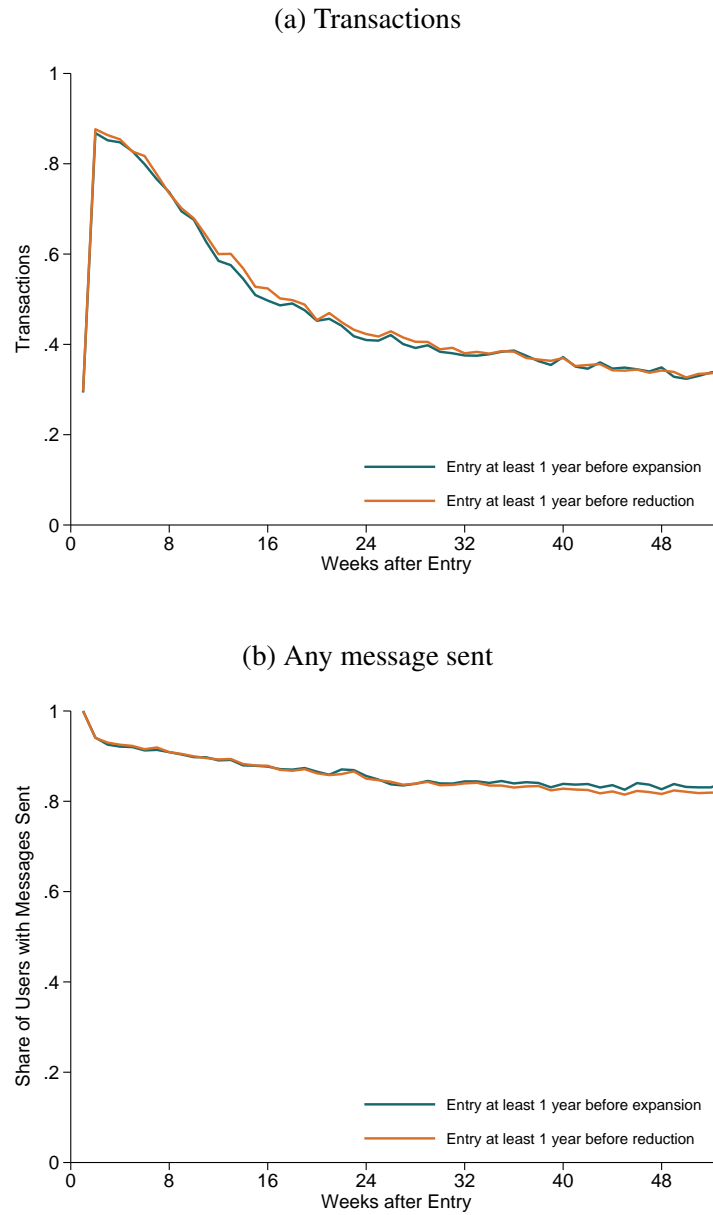 (a) Transactions
1
.8
.6
.4
.2
0
Transactions
Entry at least 1 year before expansion
Entry at least 1 year before reduction
0 8 16 24 32 40 48
Weeks after Entry
(b) Any message sent
1
.8
.6
.4
.2
0
Share of Users with Messages Sent
Entry at least 1 year before expansion
Entry at least 1 year before reduction
0 8 16 24 32 40 48
Weeks after Entry